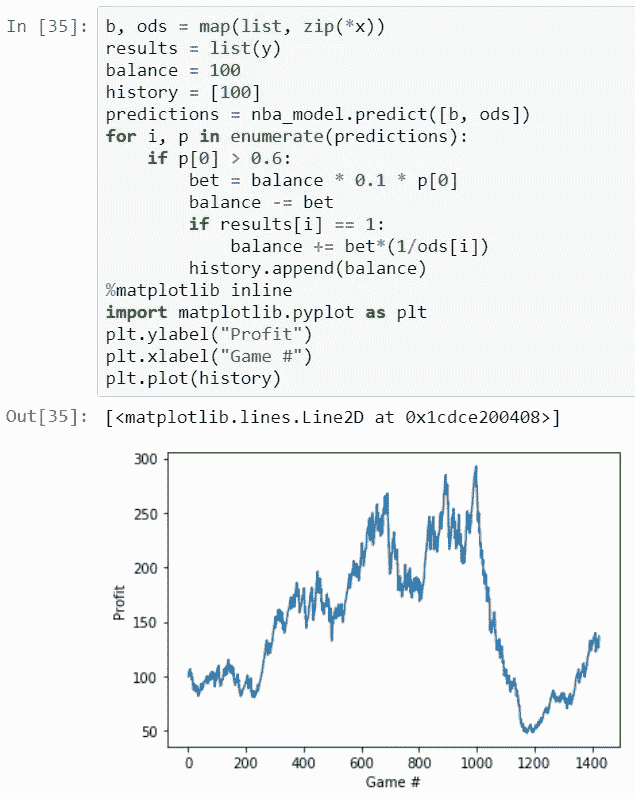 In [35]: b, ods = map(list, zip(*x))
results = list(y)
balance = 100
history = [100]
predictions = nba_model.predict([b, ods])
for i, p in enumerate(predictions):
    if p[0] > 0.6:
        bet = balance * 0.1 * p[0]
        balance -= bet
        if results[i] == 1:
            balance += bet*(1/ods[i])
        history.append(balance)
%matplotlib inline
import matplotlib.pyplot as plt
plt.ylabel("Profit")
plt.xlabel("Game #")
plt.plot(history)
Out[35]: [<matplotlib.lines.Line2D at 0x1cdce200408>]
300
250
200
150
100
50
Profit
0 200 400 600 800 1000 1200 1400
Game #